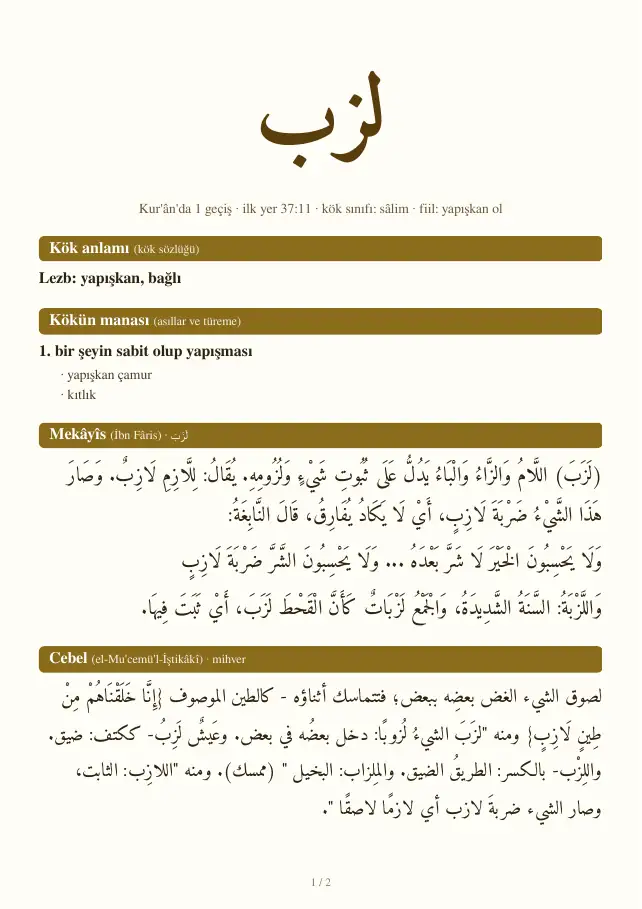 لزب
Kur'ân'da 1 geçiş · ilk yer 37:11 · kök sınıfı: sâlim · fiil: yapışkan ol
Kök anlamı (kök sözlüğü)
Lezb: yapışkan, bağlı
Kökün manası (asıllar ve türeme)
1. bir şeyin sabit olup yapışması
· yapışkan çamur
· kıtlık
Mekâyîs (İbn Fâris) · لزب
(لَزَبَ) اللَّامُ وَالزَّاءُ وَالْبَاءُ يَدُلُّ عَلَى ثُبُوتِ شَيْءٍ وَلُزُومِهِ. يُقَالُ: لِلَّازِمِ لَازِبٌ. وَصَارَ
هَذَا الشَّيْءُ ضَرْبَةَ لَازِبٍ، أَيْ لَا يَكَادُ يُفَارِقُ، قَالَ النَّابِغَةُ:
وَلَا يَحْسِبُونَ الْخَيْرَ لَا شَرَّ بَعْدَهُ ... وَلَا يَحْسِبُونَ الشَّرَّ ضَرْبَةَ لَازِبٍ
وَاللَّزْبَةُ: السَّنَةُ الشَّدِيدَةُ، وَالْجَمْعُ لَزْبَاتٌ كَأَنَّ الْقَحْطَ لَزَبَ، أَيْ ثَبَتَ فِيهَا.
Cebel (el-Mu'cemü'l-İştikâkî) · mihver
لصوق الشيء الغض بعضِه ببعض؛ فتتماسك أثناؤه - كالطين الموصوف {إِنَّا خَلَقْنَاهُمْ مِنْ
طِينٍ لَازِبٍ} ومنه "لزَبَ الشيءُ لُزوبًا: دخل بعضُه في بعض. وعَيشٌ لَزِبُ- ككتف: ضيق.
واللِزْب- بالكسر: الطريقُ الضيق. والمِلزاب: البخيل " (ممسك). ومنه "اللازِب: الثابت،
وصار الشيء ضربةَ لازب أي لازمًا لاصقًا ".
1 / 2